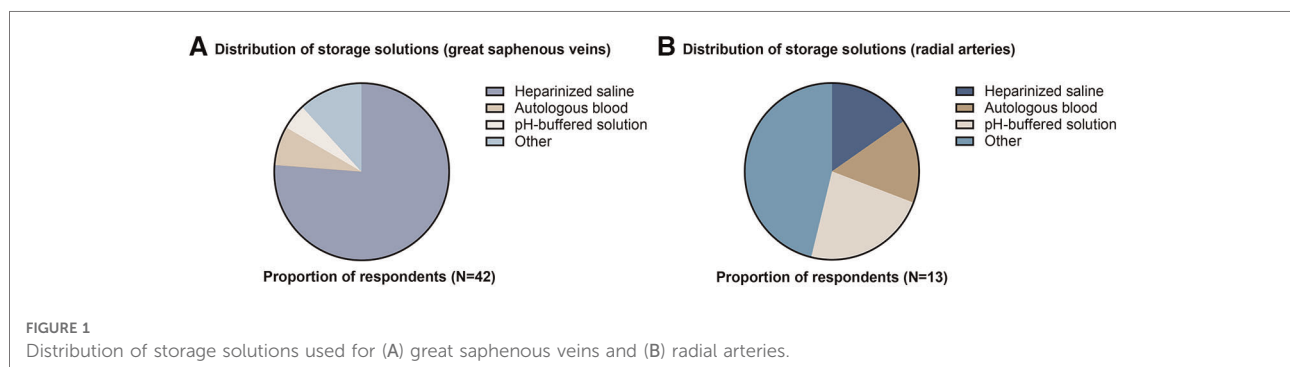 A Distribution of storage solutions (great saphenous veins)
Heparinized saline
Autologous blood
pH-buffered solution
Other
Proportion of respondents (N=42)
B Distribution of storage solutions (radial arteries)
Heparinized saline
Autologous blood
pH-buffered solution
Other
Proportion of respondents (N=13)
FIGURE 1
Distribution of storage solutions used for (A) great saphenous veins and (B) radial arteries.